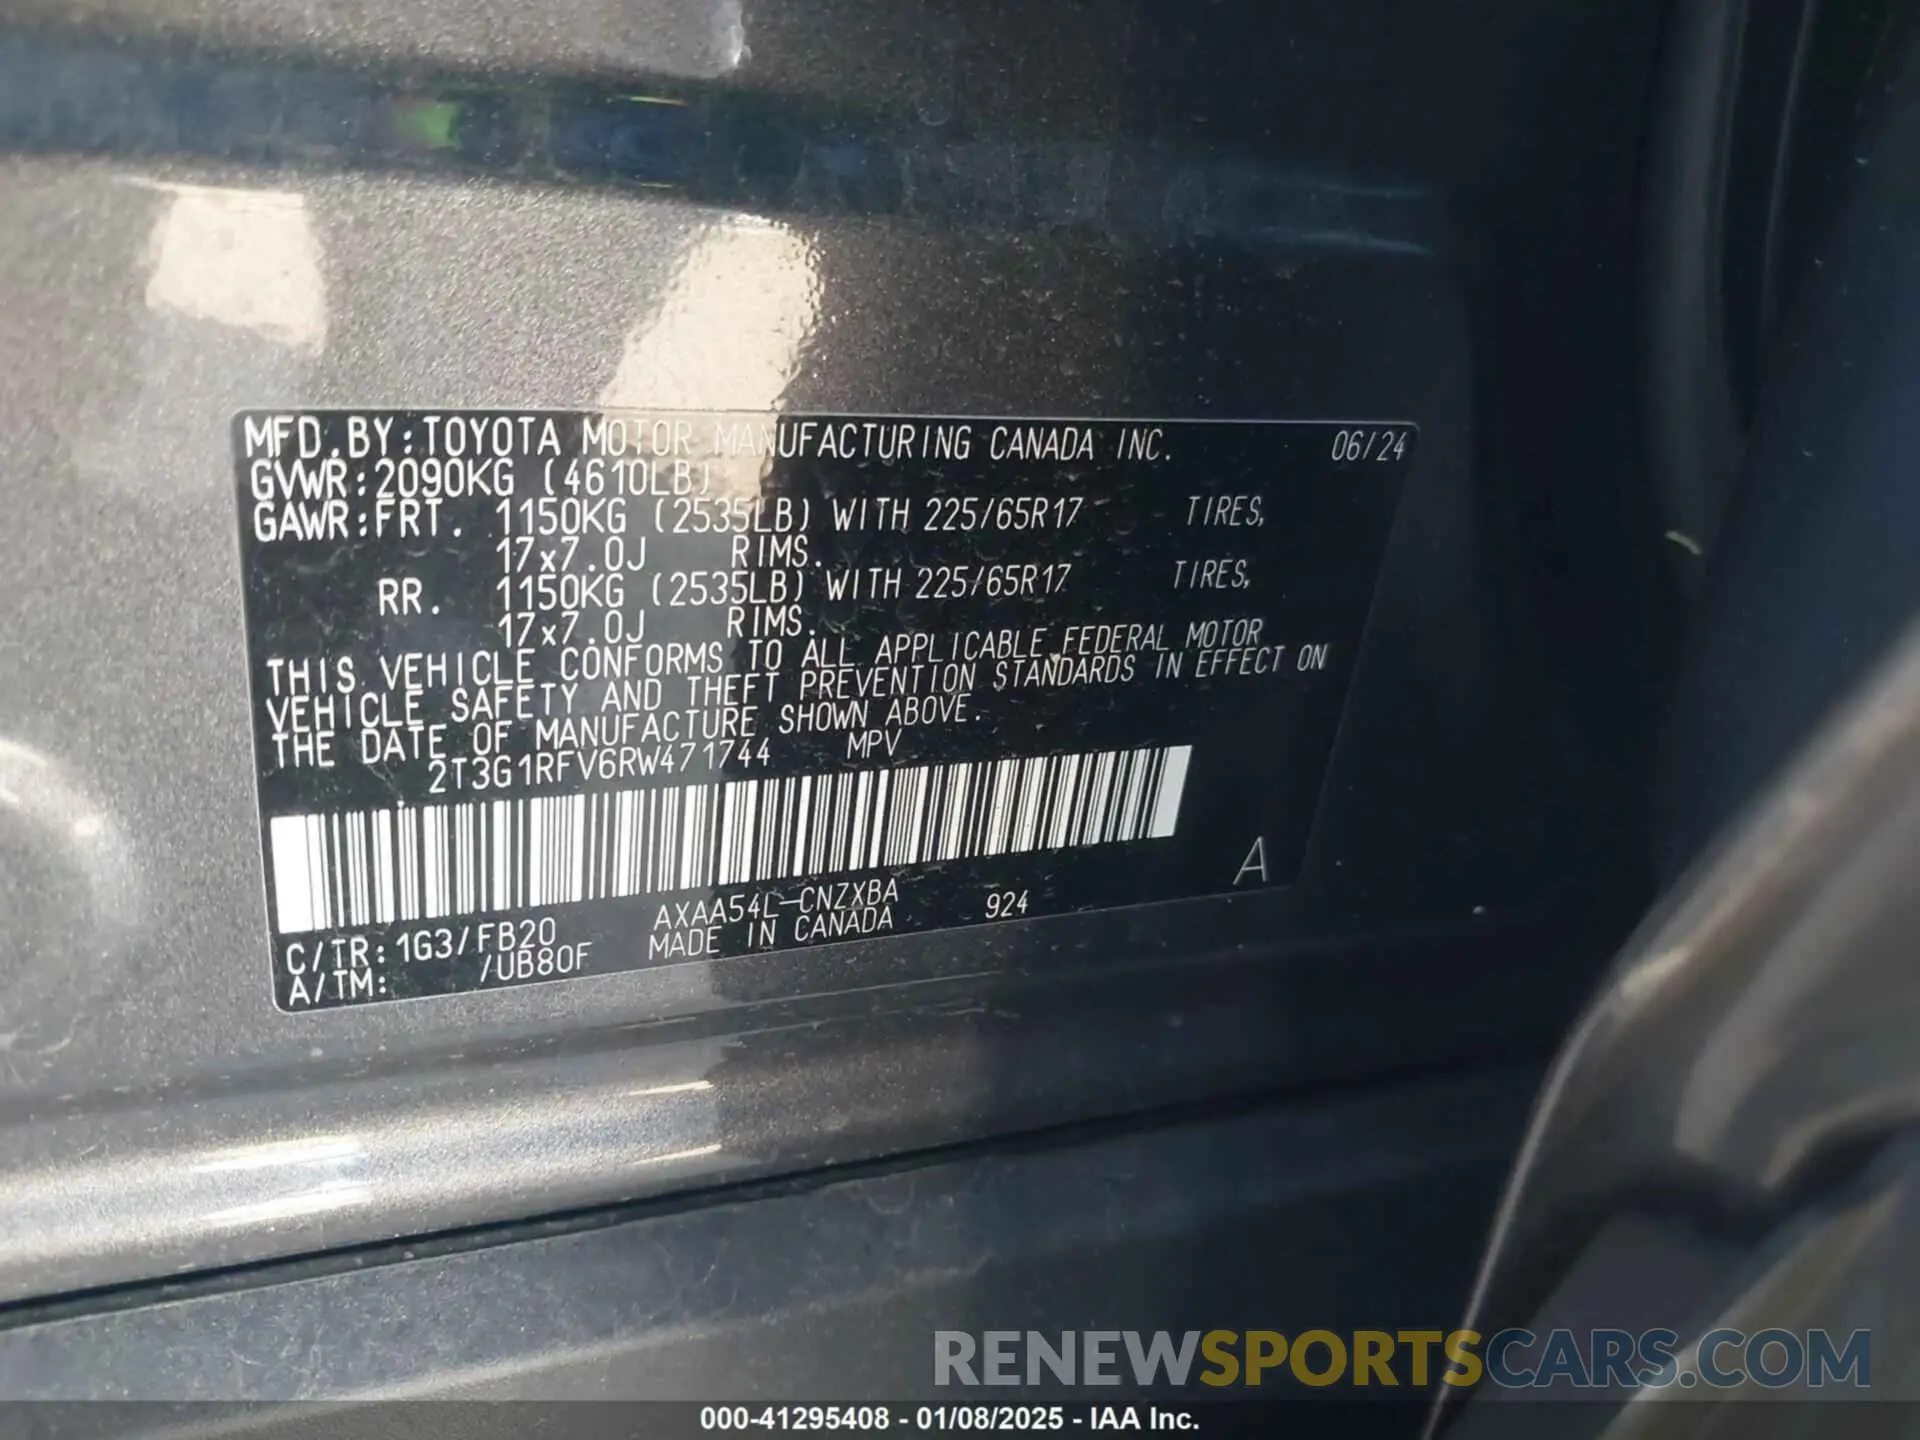 MFD.BY:TOYOTA MOTOR MANUFACTURING CANADA INC. 06/24
GVWR:2090KG (4610LB)
GAWR:FRT. 1150KG (2535LB) WITH 225/65R17 TIRES,
17x7.0J RIMS.
RR. 1150KG (2535LB) WITH 225/65R17 TIRES,
17x7.0J RIMS.
THIS VEHICLE CONFORMS TO ALL APPLICABLE FEDERAL MOTOR
VEHICLE SAFETY AND THEFT PREVENTION STANDARDS IN EFFECT ON
THE DATE OF MANUFACTURE SHOWN ABOVE.
2T3G1RFV6RW471744 MPV
A
C/TR:1G3/FB20 AXAA54L-CNZXBA 924
A/TM: /UB80F MADE IN CANADA
RENEWSPORTSCARS.COM
000-41295408 - 01/08/2025 - IAA Inc.